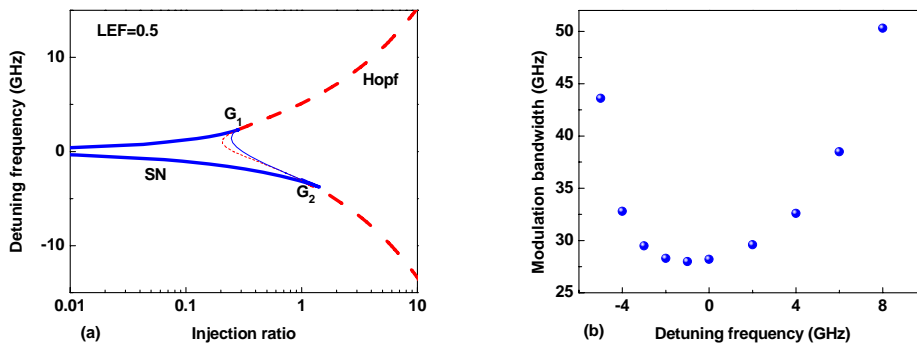 LEF=0.5
Hopf
G1
SN
G2
10
0
-10
0.01 0.1 1 10
Detuning frequency (GHz)
(a) Injection ratio
50
45
40
35
30
25
-4 0 4 8
Modulation bandwidth (GHz)
(b) Detuning frequency (GHz)